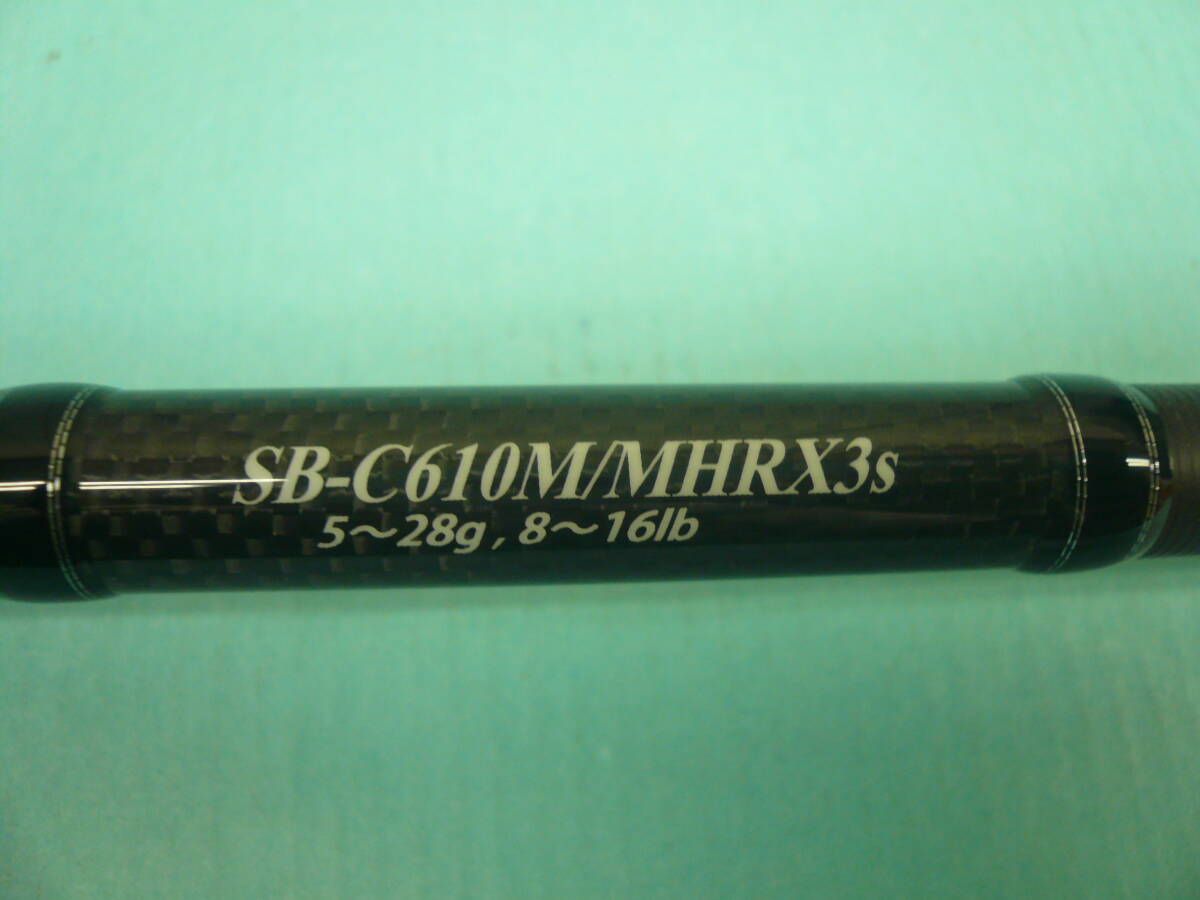 SB-C610M/MHRX3s
5～28g , 8～16lb